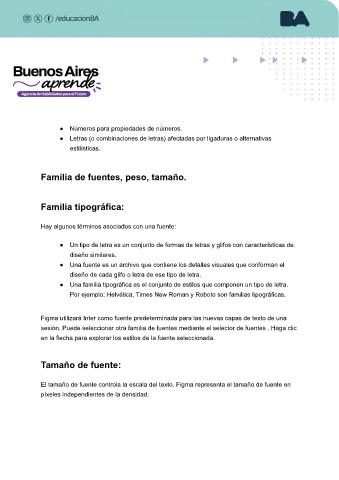 /educacionBA
BA
Buenos Aires
aprende
Agencia de Habilidades para el Futuro
● Números para propiedades de números.
● Letras (o combinaciones de letras) afectadas por ligaduras o alternativas
estilísticas.
Familia de fuentes, peso, tamaño.
Familia tipográfica:
Hay algunos términos asociados con una fuente:
● Un tipo de letra es un conjunto de formas de letras y glifos con características de
diseño similares.
● Una fuente es un archivo que contiene los detalles visuales que conforman el
diseño de cada glifo o letra de ese tipo de letra.
● Una familia tipográfica es el conjunto de estilos que componen un tipo de letra.
Por ejemplo: Helvética, Times New Roman y Roboto son familias tipográficas.
Figma utilizará Inter como fuente predeterminada para las nuevas capas de texto de una
sesión. Puede seleccionar otra familia de fuentes mediante el selector de fuentes . Haga clic
en la flecha para explorar los estilos de la fuente seleccionada.
Tamaño de fuente:
El tamaño de fuente controla la escala del texto. Figma representa el tamaño de fuente en
píxeles independientes de la densidad.